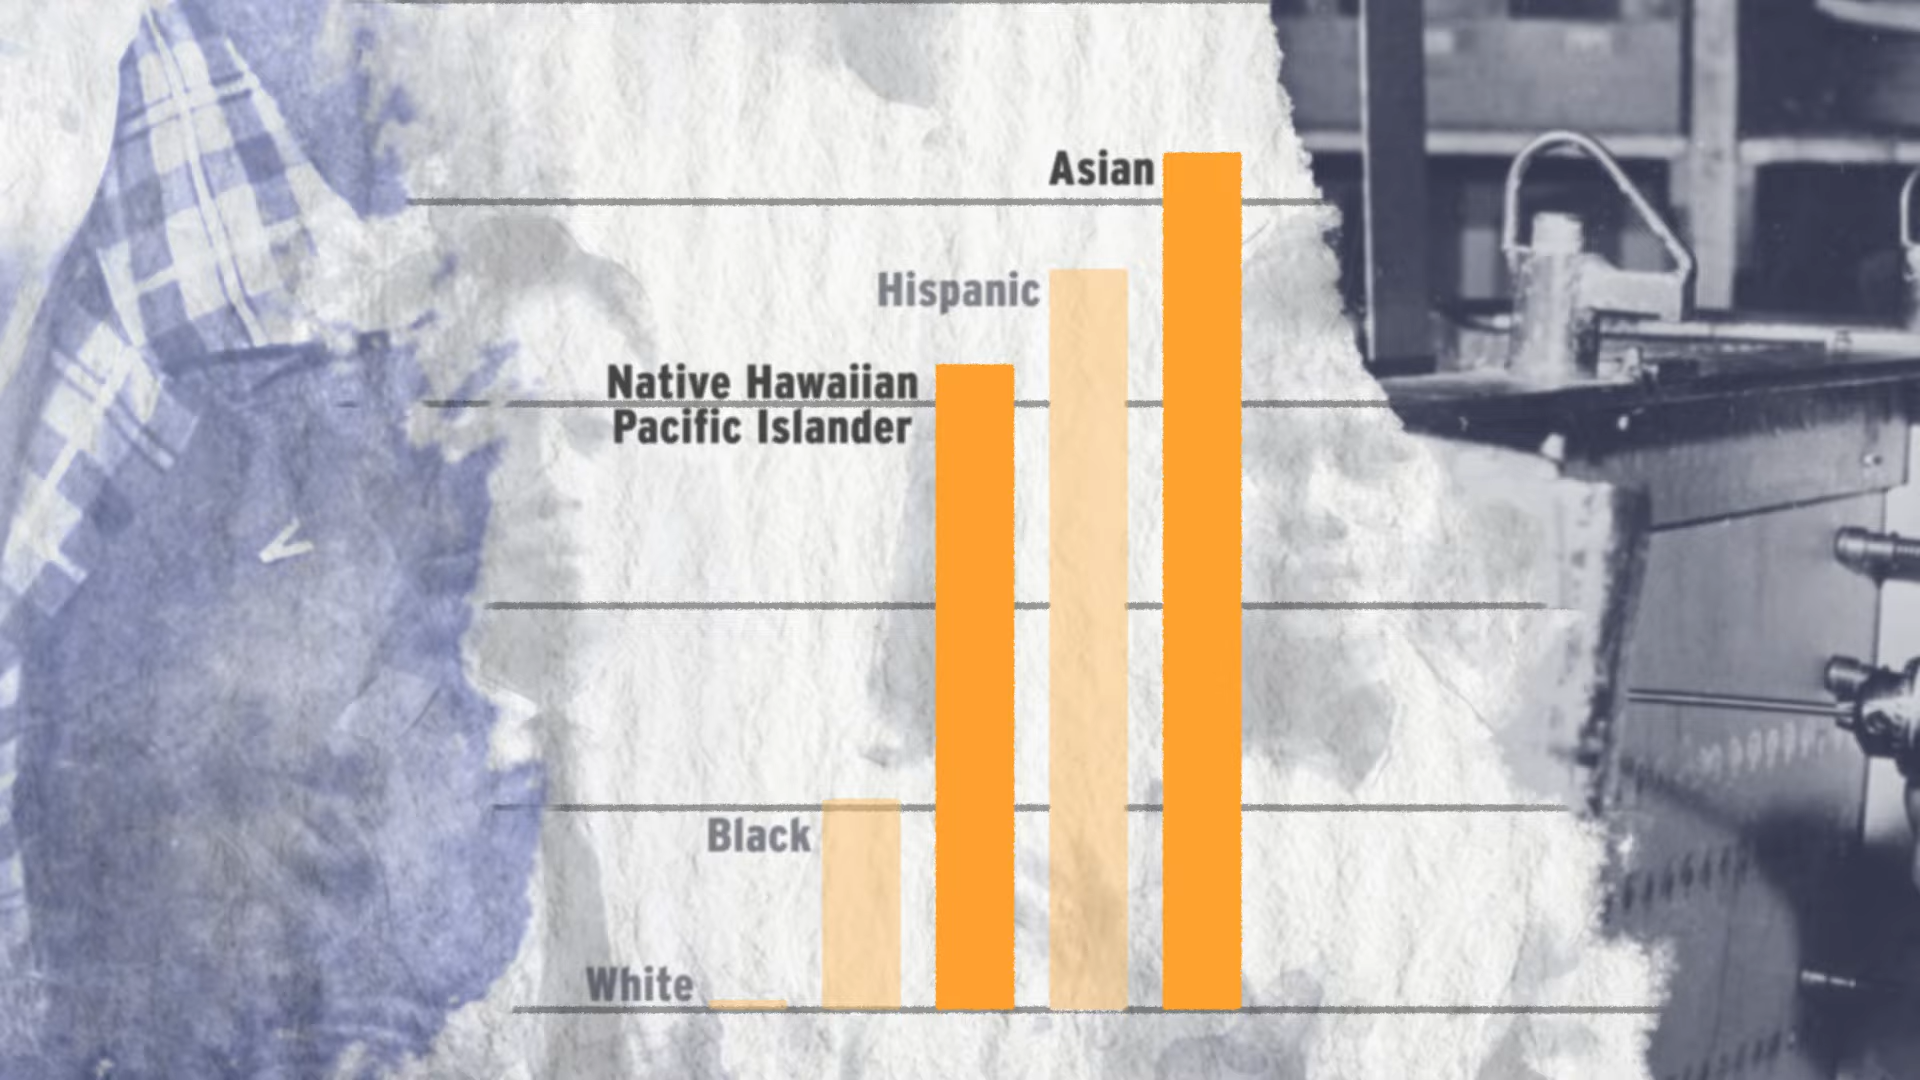 Asian
Hispanic
Native Hawaiian
Pacific Islander
Black
White